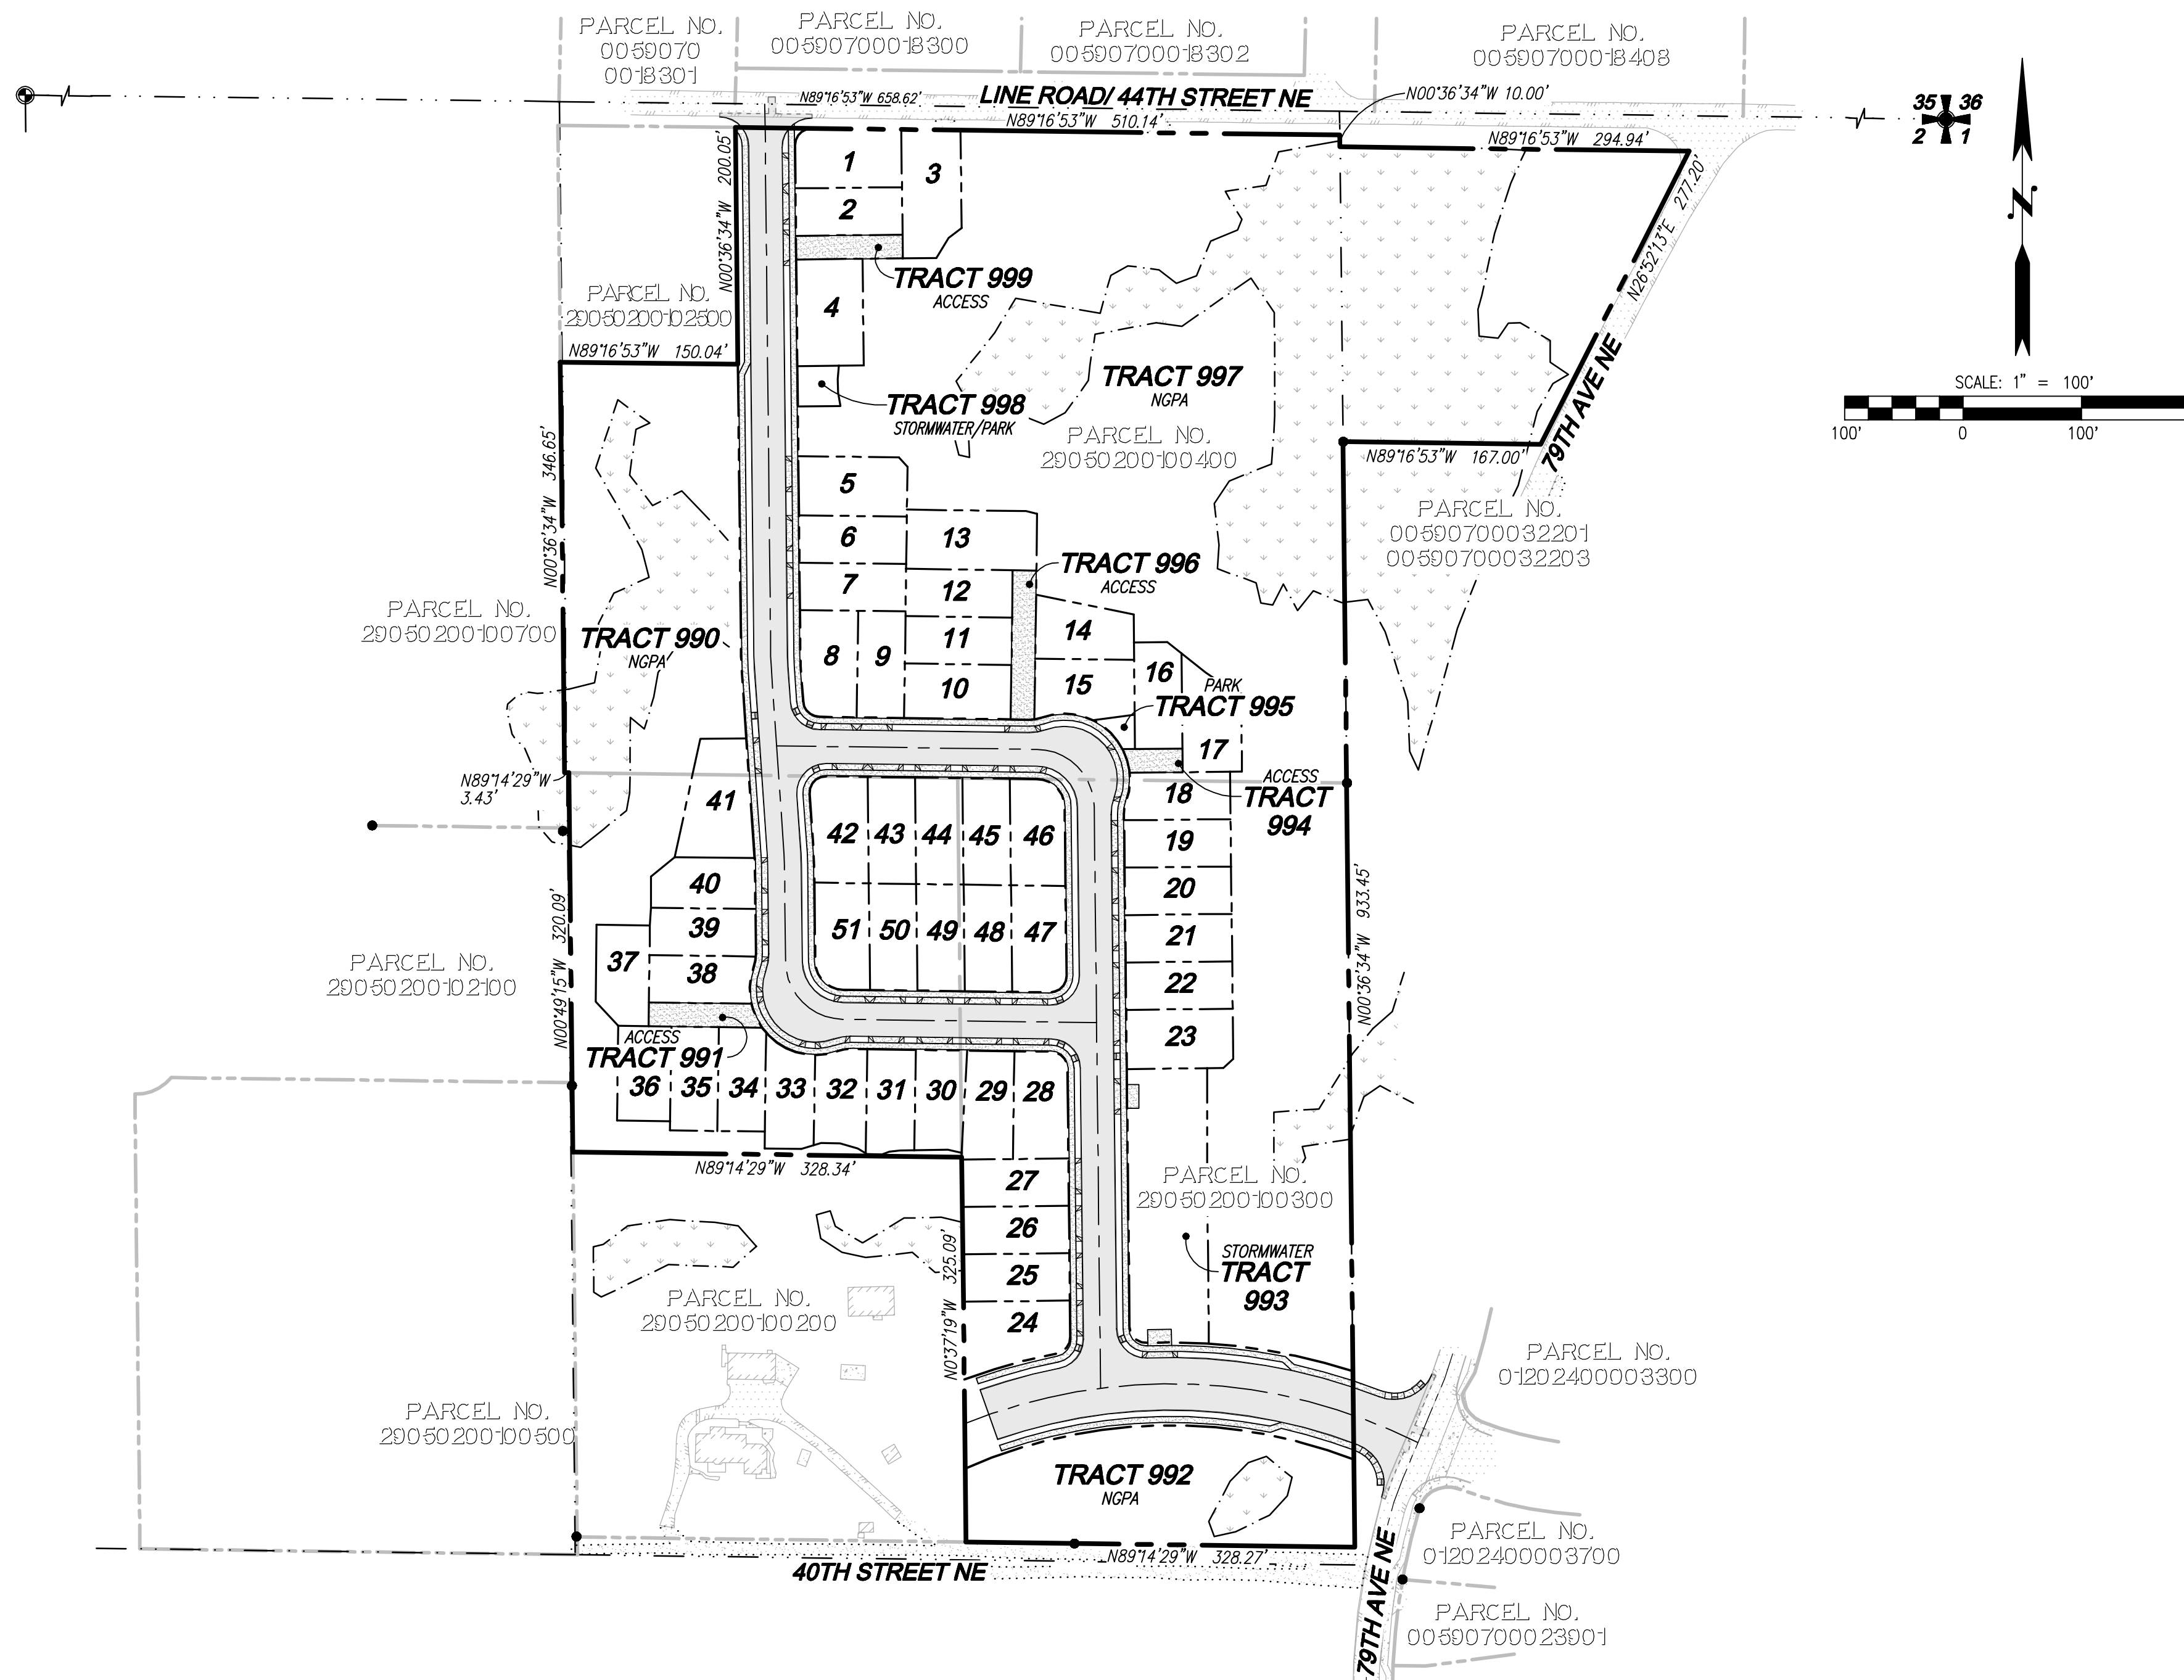 PARCEL NO.
00590700018300
PARCEL NO.
0059070
0018301
PARCEL NO.
00590700018302
PARCEL NO.
00590700018408
N89°16'53"W 658.62'
LINE ROAD/ 44TH STREET NE
N00°36'34"W 10.00'
N89°16'53"W 510.14'
N89°16'53"W 294.94'
35 36
2 1
N
SCALE: 1" = 100'
100' 0 100'
N00°36'34"W 200.05'
N26°52'13"E 277.20'
79TH AVE NE
1
2
3
TRACT 999
ACCESS
4
PARCEL NO.
29050200102500
N89°16'53"W 150.04'
TRACT 998
STORMWATER/PARK
TRACT 997
NGPA
PARCEL NO.
29050200100400
N89°16'53"W 167.00'
PARCEL NO.
00590700032201
00590700032203
N00°36'34"W 346.65'
5
6
7
8
9
13
12
11
10
TRACT 996
ACCESS
14
15
16
PARK
TRACT 995
17
PARCEL NO.
29050200100700
TRACT 990
NGPA
N89°14'29"W
3.43'
ACCESS
TRACT
994
18
19
20
21
22
23
41
40
39
38
37
42 43 44 45 46
51 50 49 48 47
N00°36'34"W 933.45'
N00°49'15"W 320.09'
PARCEL NO.
29050200102100
ACCESS
TRACT 991
36 35 34 33 32 31 30 29 28
N89°14'29"W 328.34'
27
26
25
24
N0°37'19"W 325.09'
PARCEL NO.
29050200100300
STORMWATER
TRACT
993
PARCEL NO.
29050200100200
PARCEL NO.
29050200100500
PARCEL NO.
01202400003300
TRACT 992
NGPA
N89°14'29"W 328.27'
40TH STREET NE
79TH AVE NE
PARCEL NO.
01202400003700
PARCEL NO.
00590700023901